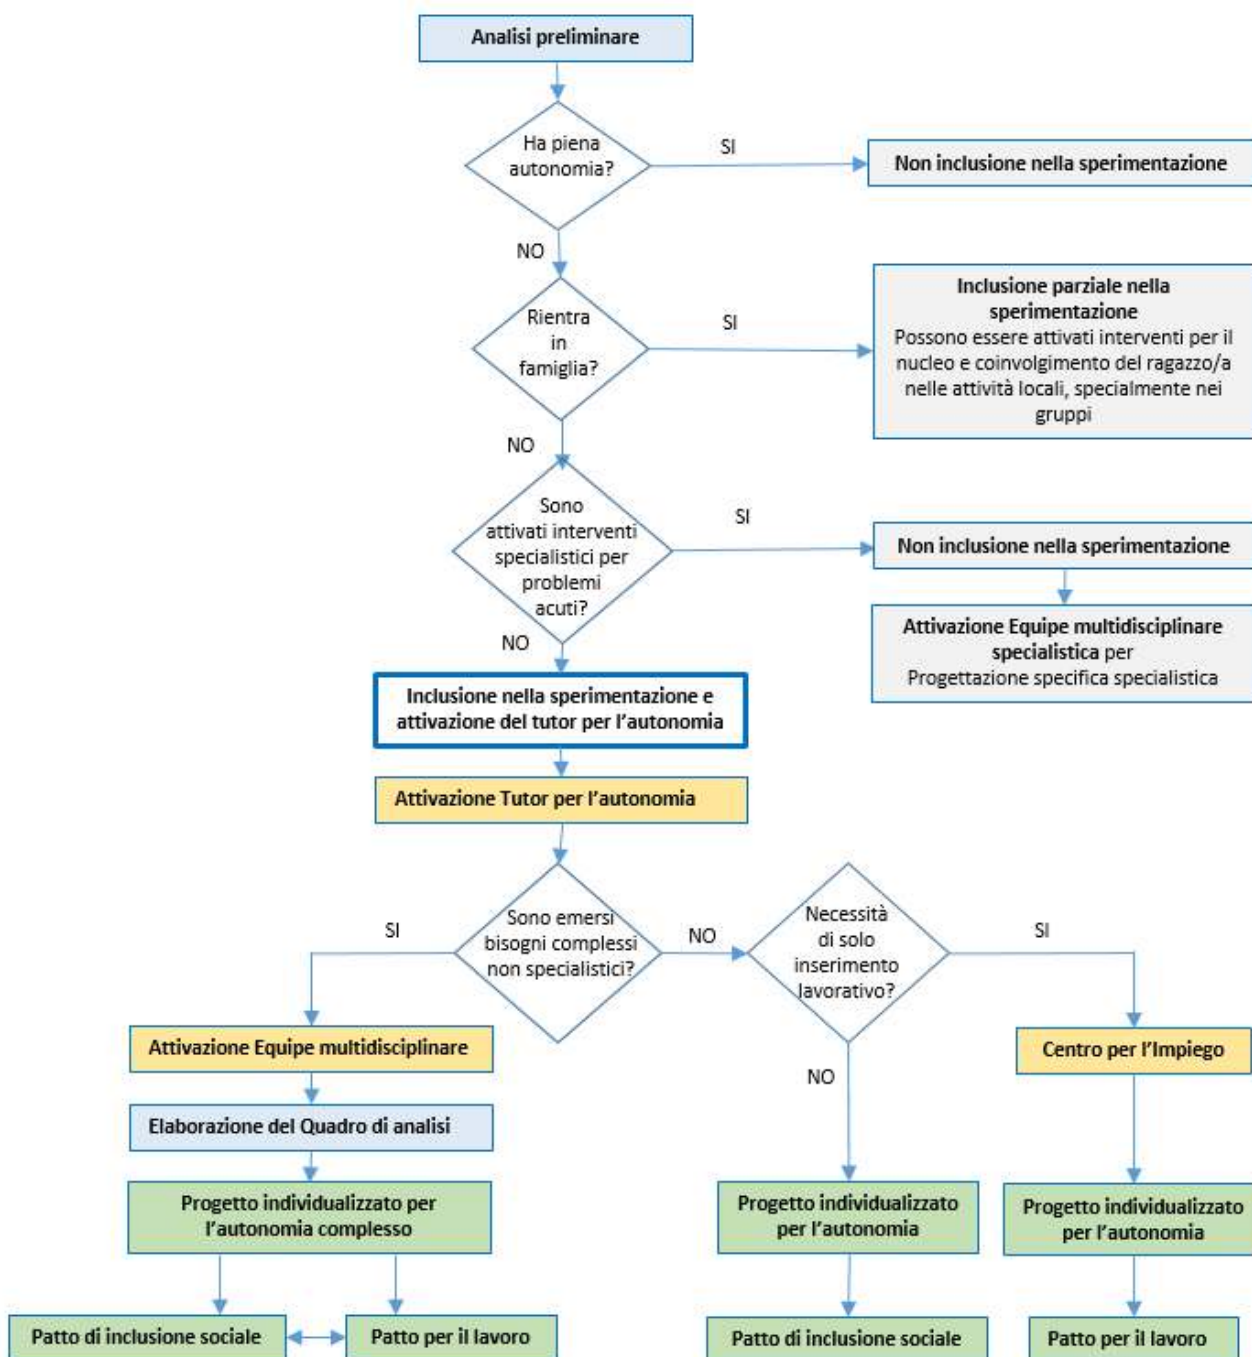 Analisi preliminare
Ha piena
autonomia?
SI
Non inclusione nella sperimentazione
NO
Rientra
in
famiglia?
SI
Inclusione parziale nella
sperimentazione
Possono essere attivati interventi per il
nucleo e coinvolgimento del ragazzo/a
nelle attività locali, specialmente nei
gruppi
NO
Sono
attivati interventi
specialistici per
problemi
acuti?
SI
Non inclusione nella sperimentazione
Attivazione Equipe multidisciplinare
specialistica per
Progettazione specifica specialistica
NO
Inclusione nella sperimentazione e
attivazione del tutor per l'autonomia
Attivazione Tutor per l'autonomia
Sono emersi
bisogni complessi
non specialistici?
SI
NO
Necessità
di solo
inserimento
lavorativo?
SI
Attivazione Equipe multidisciplinare
NO
Centro per l'Impiego
Elaborazione del Quadro di analisi
Progetto individualizzato per
l'autonomia complesso
Progetto individualizzato
per l'autonomia
Progetto individualizzato
per l'autonomia
Patto di inclusione sociale
Patto per il lavoro
Patto di inclusione sociale
Patto per il lavoro